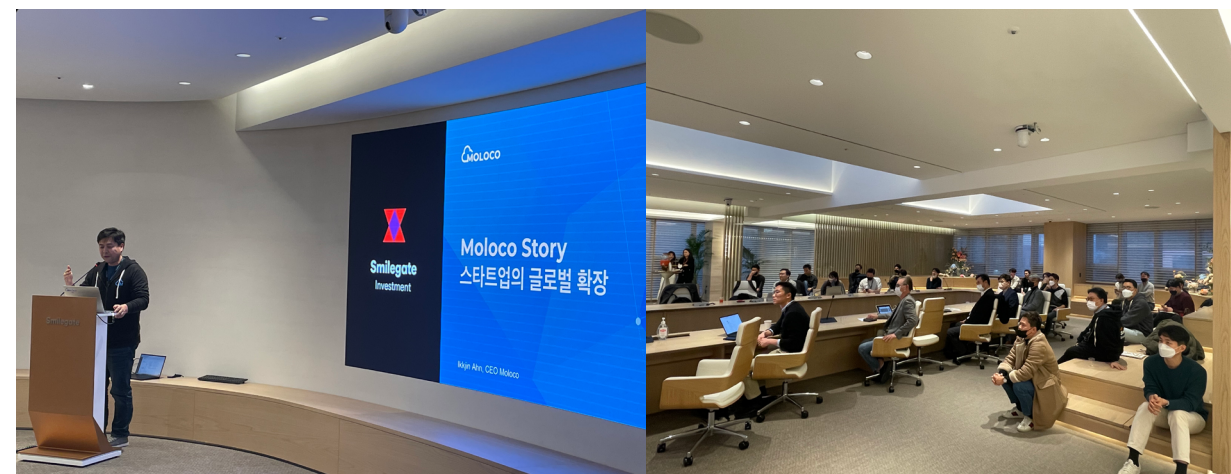 Smilegate
Smilegate
Investment
MOLOCO
Moloco Story
스타트업의 글로벌 확장
Ikkjin Ahn, CEO Moloco